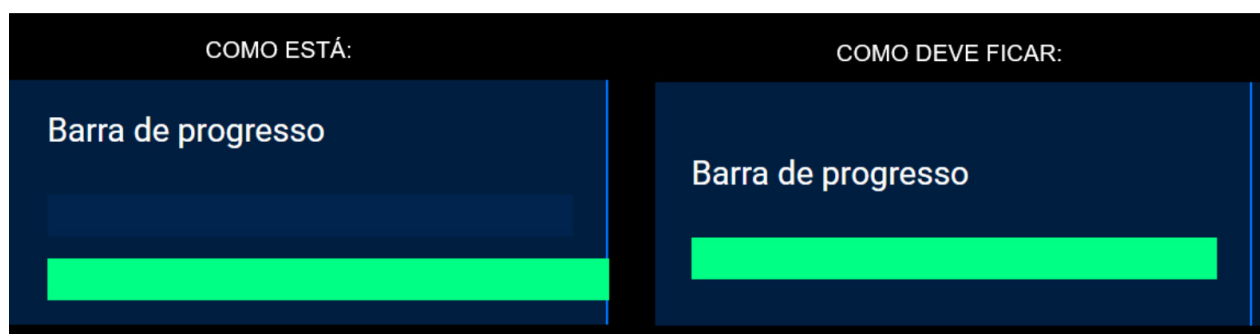 COMO ESTÁ:
Barra de progresso
COMO DEVE FICAR:
Barra de progresso